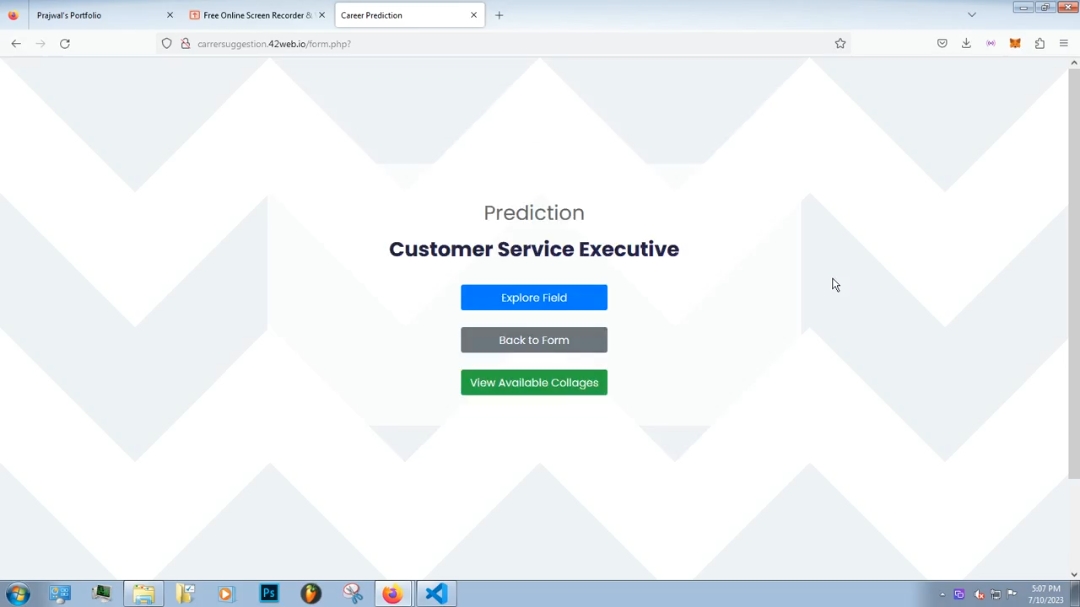 Prajwal's Portfolio
Free Online Screen Recorder &
Career Prediction
carrersuggestion.42web.io/form.php?
Prediction
Customer Service Executive
Explore Field
Back to Form
View Available Collages
Ps
5:07 PM
7/10/2023